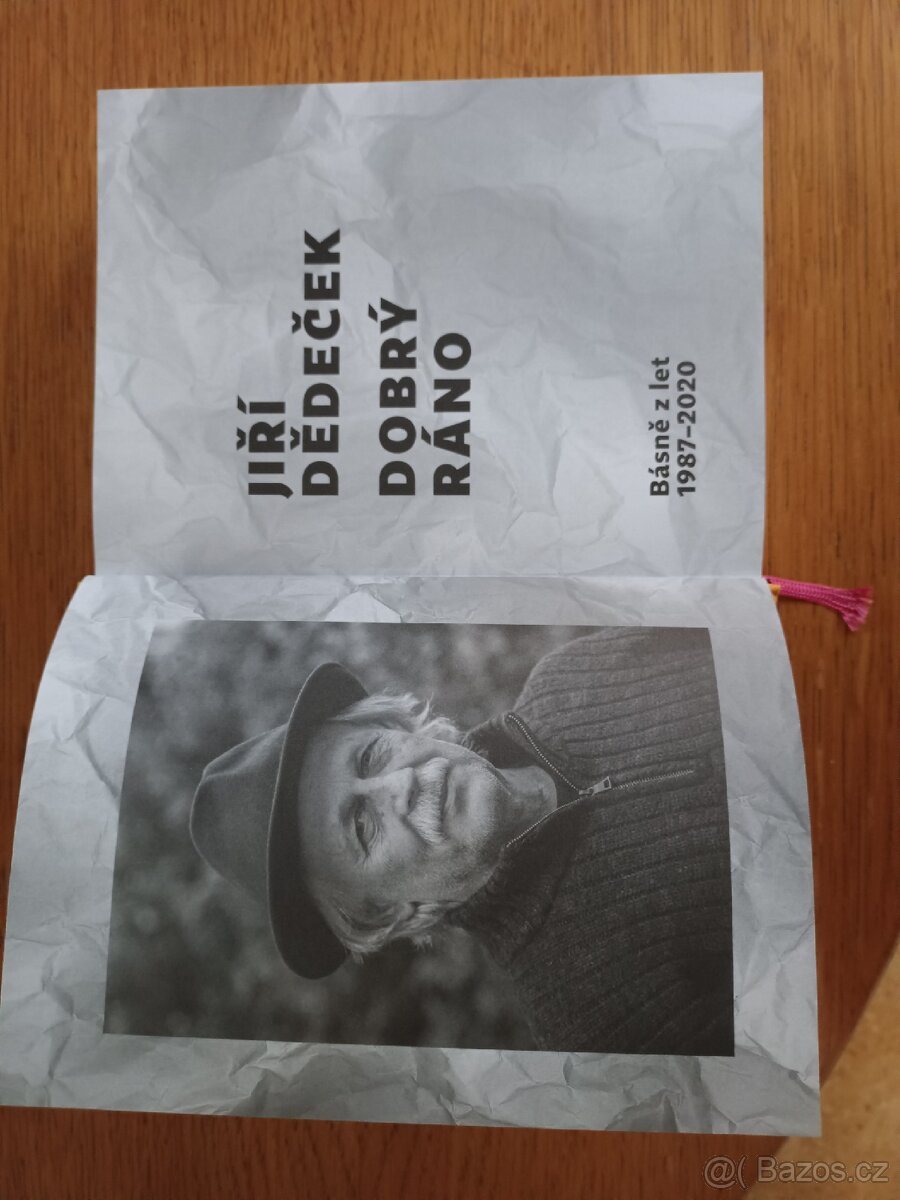 JIŘÍ
DĚDEČEK
DOBRÝ
RÁNO
Básně z let
1987–2020
@( Bazos.cz